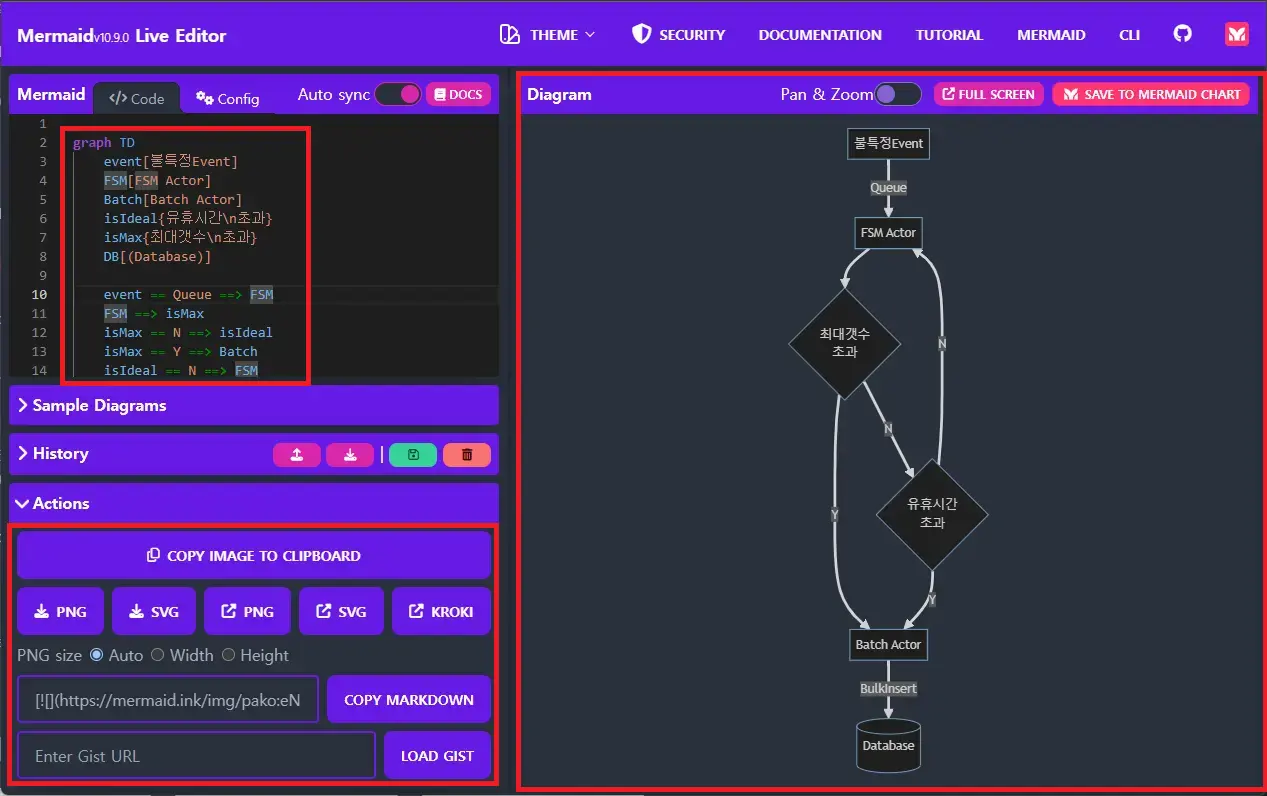 Mermaid v10.9.0 Live Editor
THEME
SECURITY
DOCUMENTATION
TUTORIAL
MERMAID
CLI
Mermaid
</> Code
Config
Auto sync
DOCS
1
2 graph TD
3 event[불특정Event]
4 FSM[FSM Actor]
5 Batch[Batch Actor]
6 isIdeal{유휴시간\n초과}
7 isMax{최대갯수\n초과}
8 DB[(Database)]
9
10 event == Queue ==> FSM
11 FSM ==> isMax
12 isMax == N ==> isIdeal
13 isMax == Y ==> Batch
14 isIdeal == N ==> FSM
Sample Diagrams
History
Actions
COPY IMAGE TO CLIPBOARD
PNG
SVG
PNG
SVG
KROKI
PNG size Auto Width Height
[![](https://mermaid.ink/img/pako:eN
COPY MARKDOWN
Enter Gist URL
LOAD GIST
Diagram
Pan & Zoom
FULL SCREEN
SAVE TO MERMAID CHART
불특정Event
Queue
FSM Actor
최대갯수
초과
N
N
유휴시간
초과
Y
Y
Batch Actor
BulkInsert
Database